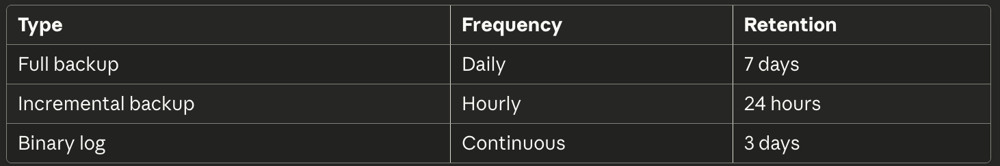 Type Frequency Retention
Full backup Daily 7 days
Incremental backup Hourly 24 hours
Binary log Continuous 3 days